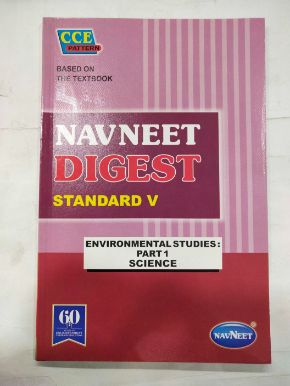 CCE
PATTERN
BASED ON
THE TEXTBOOK
NAVNEET
DIGEST
STANDARD V
ENVIRONMENTAL STUDIES :
PART 1
SCIENCE
60
NAVNEET